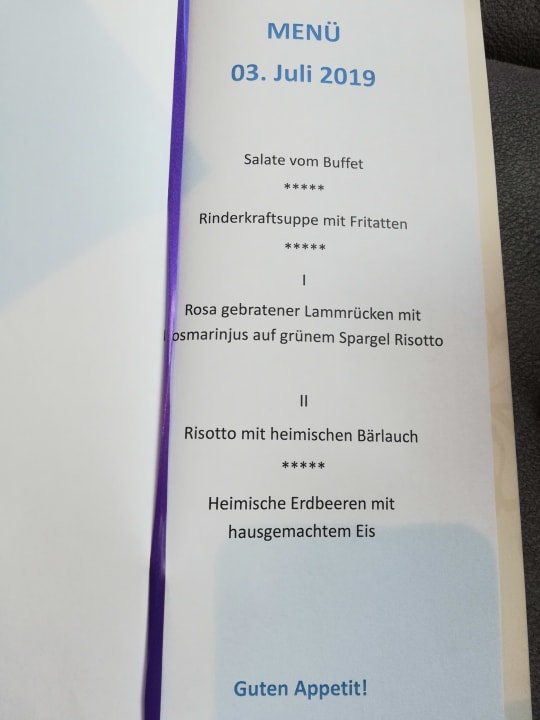 MENÜ
03. Juli 2019
Salate vom Buffet
*****
Rinderkraftsuppe mit Fritatten
*****
I
Rosa gebratener Lammrücken mit
Rosmarinjus auf grünem Spargel Risotto
II
Risotto mit heimischen Bärlauch
*****
Heimische Erdbeeren mit
hausgemachtem Eis
Guten Appetit!